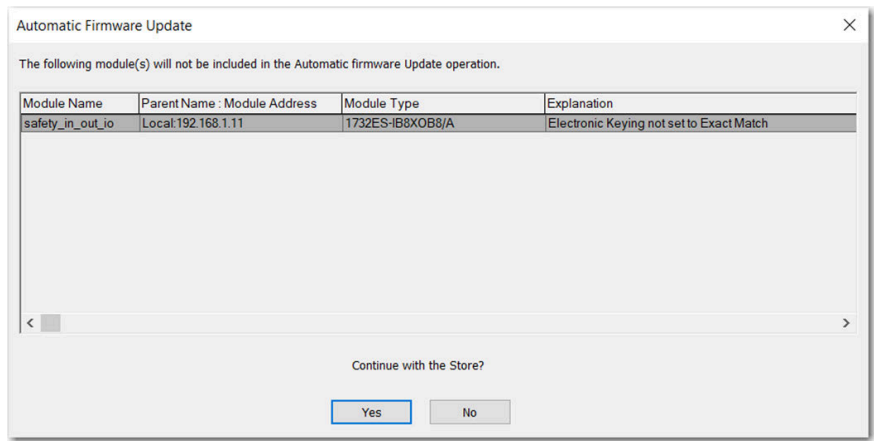 Automatic Firmware Update
The following module(s) will not be included in the Automatic firmware Update operation.
Module Name Parent Name : Module Address Module Type Explanation
safety_in_out_io Local:192.168.1.11 1732ES-IB8XOB8/A Electronic Keying not set to Exact Match
Continue with the Store?
Yes No